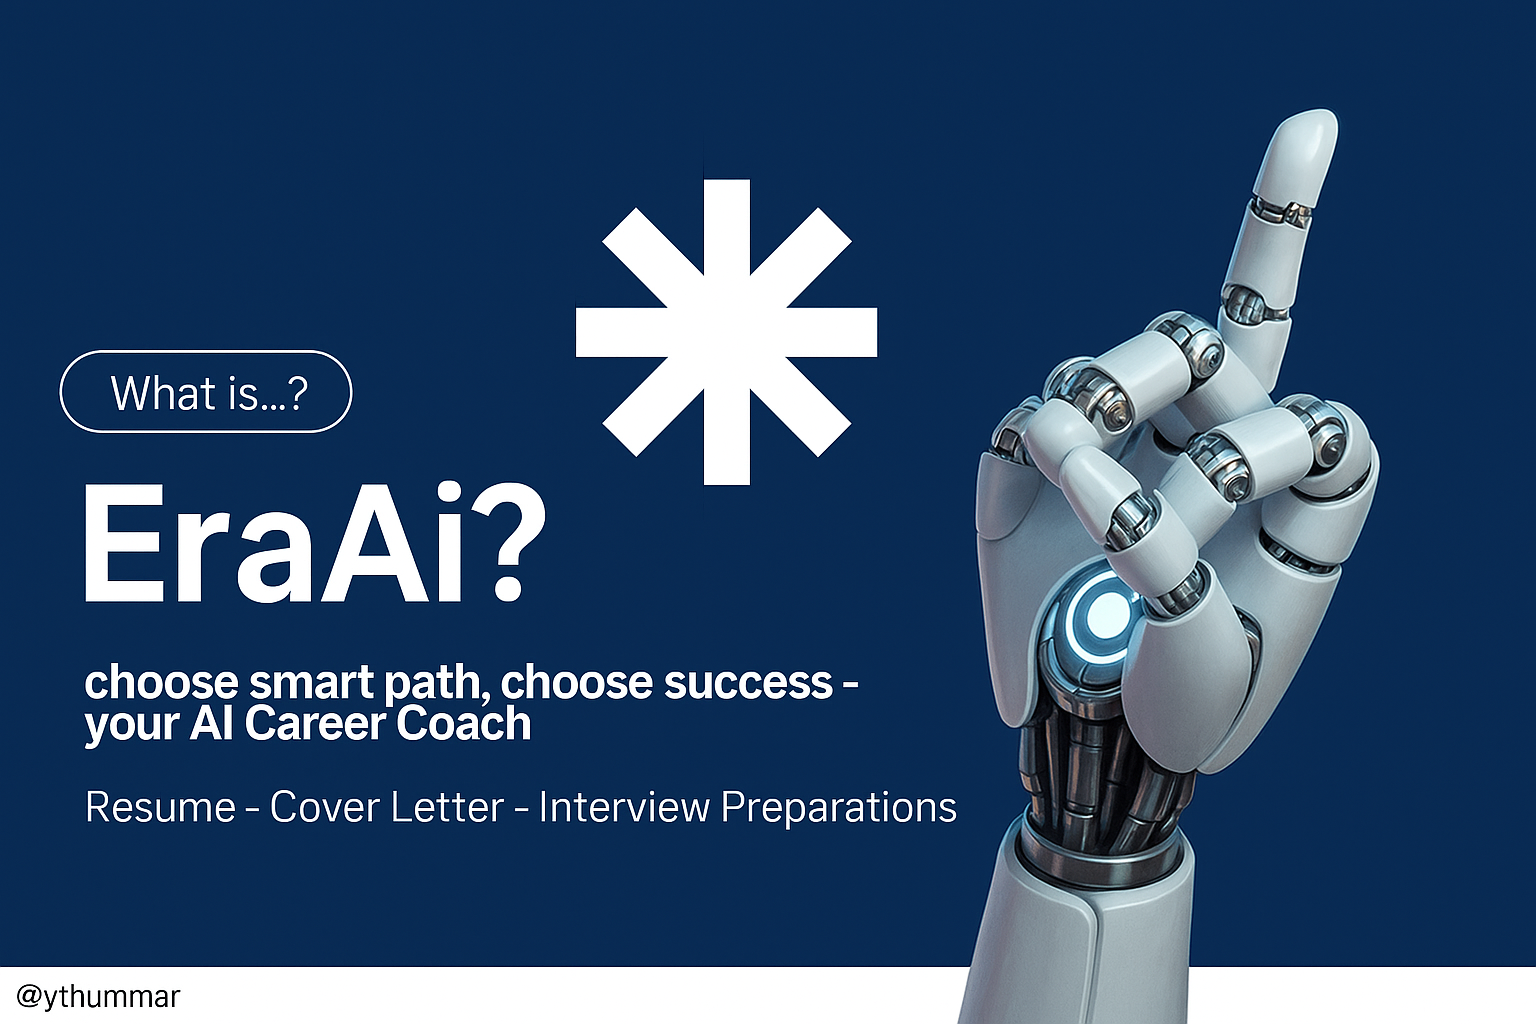 What is...?
EraAi?
choose smart path, choose success -
your AI Career Coach
Resume - Cover Letter - Interview Preparations
@ythummar